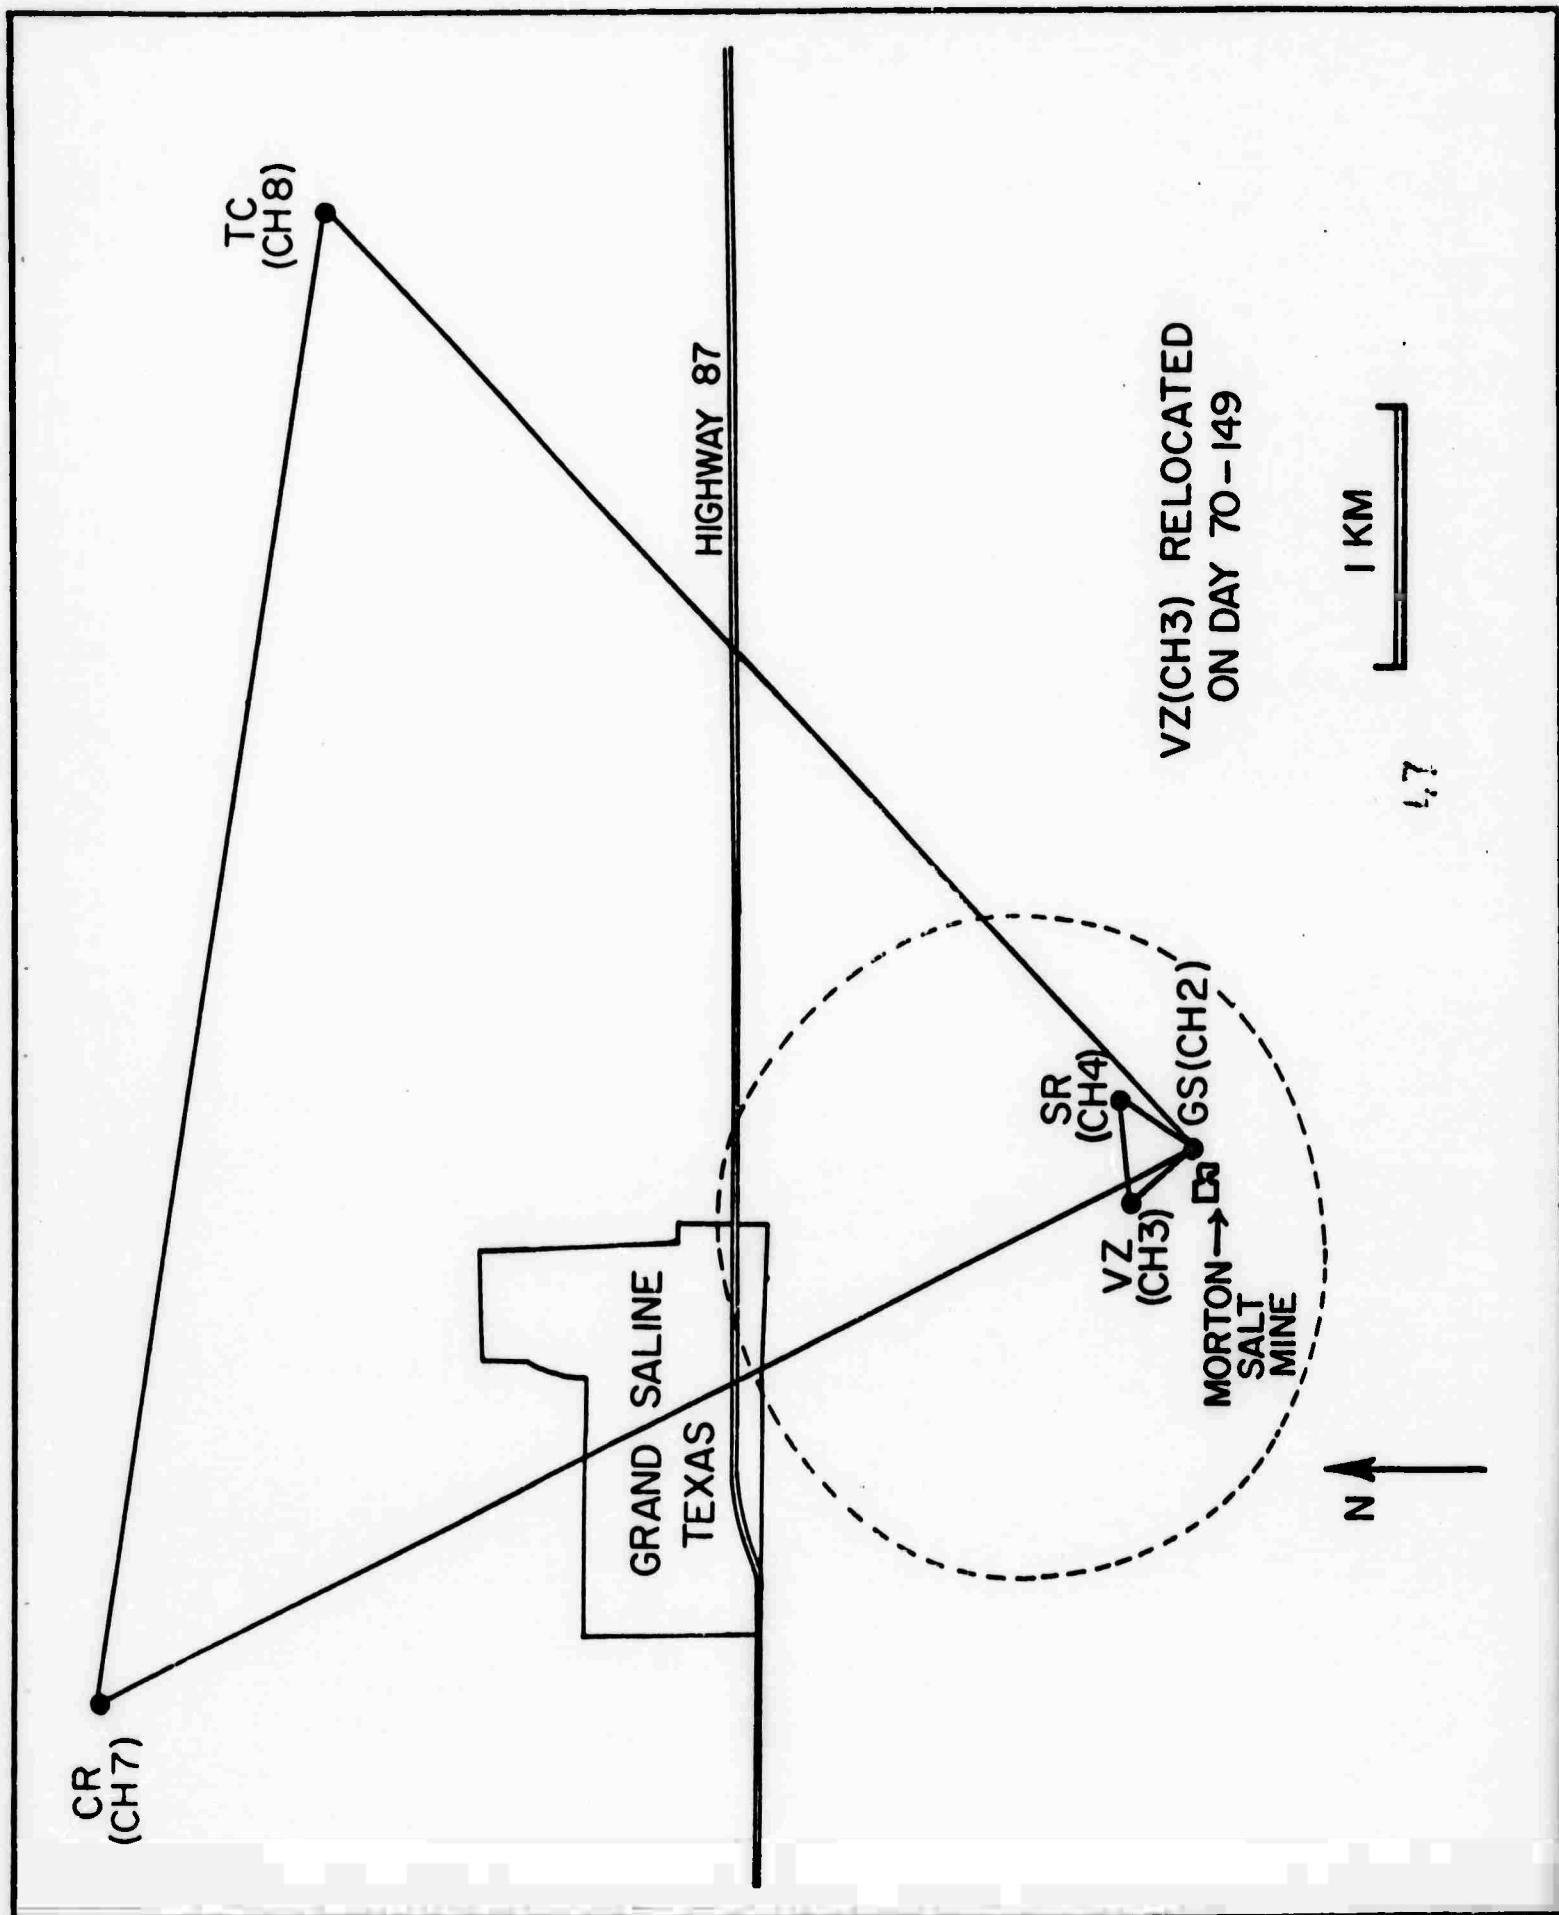 CR
(CH7)
TC
(CH8)
GRAND SALINE
TEXAS
HIGHWAY 87
SR
(CH4)
VZ
(CH3)
GS(CH2)
MORTON→
SALT
MINE
VZ(CH3) RELOCATED
ON DAY 70-149
N
1 KM
47